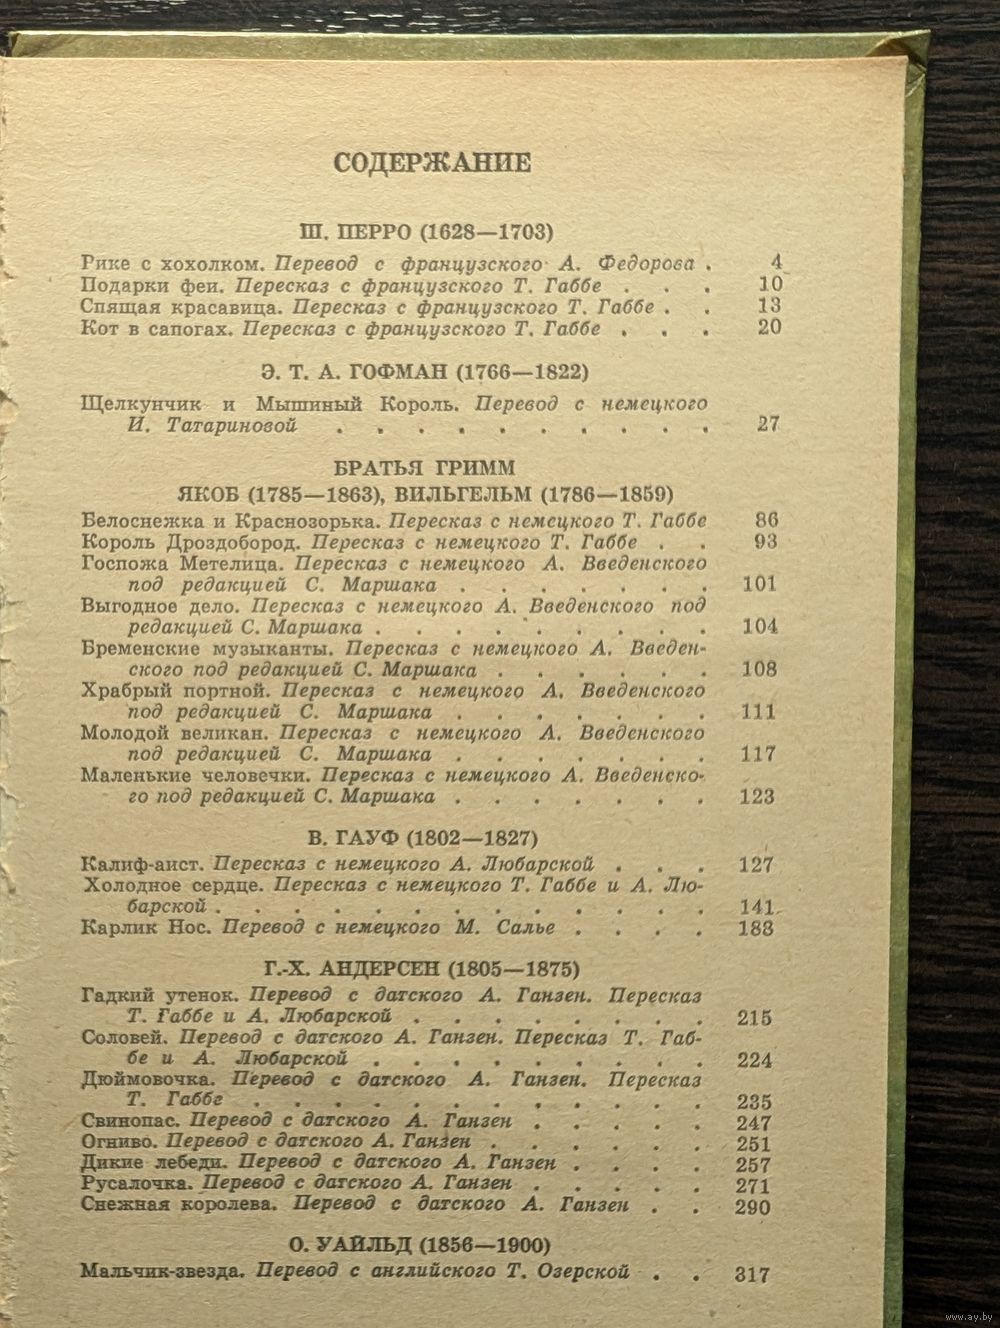 СОДЕРЖАНИЕ
Ш. ПЕРРО (1628—1703)
Рике с хохолком. Перевод с французского А. Федорова . 4
Подарки феи. Пересказ с французского Т. Габбе . . . 10
Спящая красавица. Пересказ с французского Т. Габбе . . 13
Кот в сапогах. Пересказ с французского Т. Габбе . . . 20
Э. Т. А. ГОФМАН (1766—1822)
Щелкунчик и Мышиный Король. Перевод с немецкого
И. Татариновой . . . . . . . . . . 27
БРАТЬЯ ГРИММ
ЯКОБ (1785—1863), ВИЛЬГЕЛЬМ (1786—1859)
Белоснежка и Краснозорька. Пересказ с немецкого Т. Габбе 86
Король Дроздобород. Пересказ с немецкого Т. Габбе . . 93
Госпожа Метелица. Пересказ с немецкого А. Введенского
под редакцией С. Маршака . . . . . . . 101
Выгодное дело. Пересказ с немецкого А. Введенского под
редакцией С. Маршака . . . . . . . . . 104
Бременские музыканты. Пересказ с немецкого А. Введен-
ского под редакцией С. Маршака . . . . . . 108
Храбрый портной. Пересказ с немецкого А. Введенского
под редакцией С. Маршака . . . . . . . 111
Молодой великан. Пересказ с немецкого А. Введенского
под редакцией С. Маршака . . . . . . . 117
Маленькие человечки. Пересказ с немецкого А. Введенско-
го под редакцией С. Маршака . . . . . . . 123
В. ГАУФ (1802—1827)
Калиф-аист. Пересказ с немецкого А. Любарской . . . 127
Холодное сердце. Пересказ с немецкого Т. Габбе и А. Лю-
барской . . . . . . . . . . . . . 141
Карлик Нос. Перевод с немецкого М. Салье . . . . 183
Г.-Х. АНДЕРСЕН (1805—1875)
Гадкий утенок. Перевод с датского А. Ганзен. Пересказ
Т. Габбе и А. Любарской . . . . . . . . 215
Соловей. Перевод с датского А. Ганзен. Пересказ Т. Габ-
бе и А. Любарской . . . . . . . . . 224
Дюймовочка. Перевод с датского А. Ганзен. Пересказ
Т. Габбе . . . . . . . . . . . . 235
Свинопас. Перевод с датского А. Ганзен . . . . . 247
Огниво. Перевод с датского А. Ганзен . . . . . . 251
Дикие лебеди. Перевод с датского А. Ганзен . . . . 257
Русалочка. Перевод с датского А. Ганзен . . . . . 271
Снежная королева. Перевод с датского А. Ганзен . . 290
О. УАЙЛЬД (1856—1900)
Мальчик-звезда. Перевод с английского Т. Озерской . . 317
www.ay.by